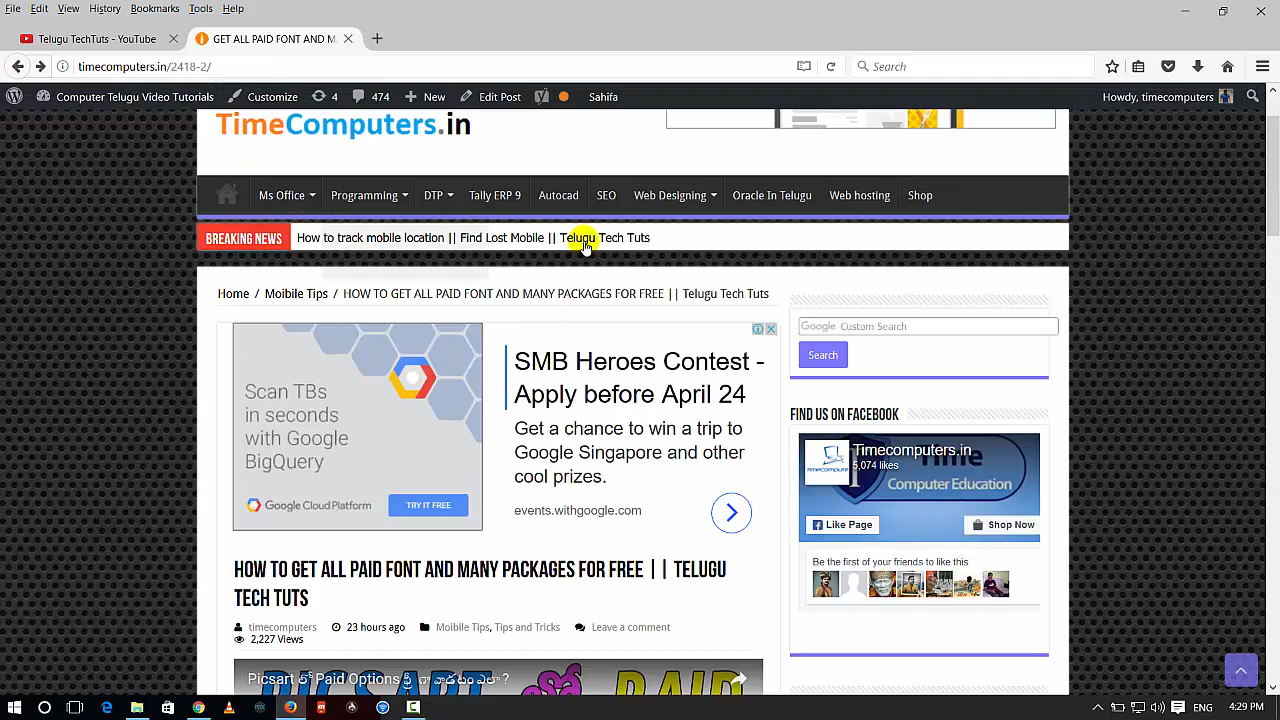 File Edit View History Bookmarks Tools Help
Telugu TechTuts - YouTube
GET ALL PAID FONT AND M
timecomputers.in/2418-2/
Search
Computer Telugu Video Tutorials Customize 4 474 New Edit Post Sahifa Howdy, timecomputers
TimeComputers.in
Ms Office Programming DTP Tally ERP 9 Autocad SEO Web Designing Oracle In Telugu Web hosting Shop
BREAKING NEWS How to track mobile location || Find Lost Mobile || Telugu Tech Tuts
Home / Moibile Tips / HOW TO GET ALL PAID FONT AND MANY PACKAGES FOR FREE || Telugu Tech Tuts
Scan TBs
in seconds
with Google
BigQuery
Google Cloud Platform TRY IT FREE
SMB Heroes Contest -
Apply before April 24
Get a chance to win a trip to
Google Singapore and other
cool prizes.
events.withgoogle.com
Google Custom Search
Search
FIND US ON FACEBOOK
Timecomputers.in
5,074 likes
Time
Computer Education
Like Page Shop Now
Be the first of your friends to like this
HOW TO GET ALL PAID FONT AND MANY PACKAGES FOR FREE || TELUGU
TECH TUTS
timecomputers 23 hours ago Moibile Tips, Tips and Tricks Leave a comment
2,227 Views
Picsart లో Paid Options ఫ్రీ గా వాడటం ఎలా?
PICSART PAID
ENG 4:29 PM